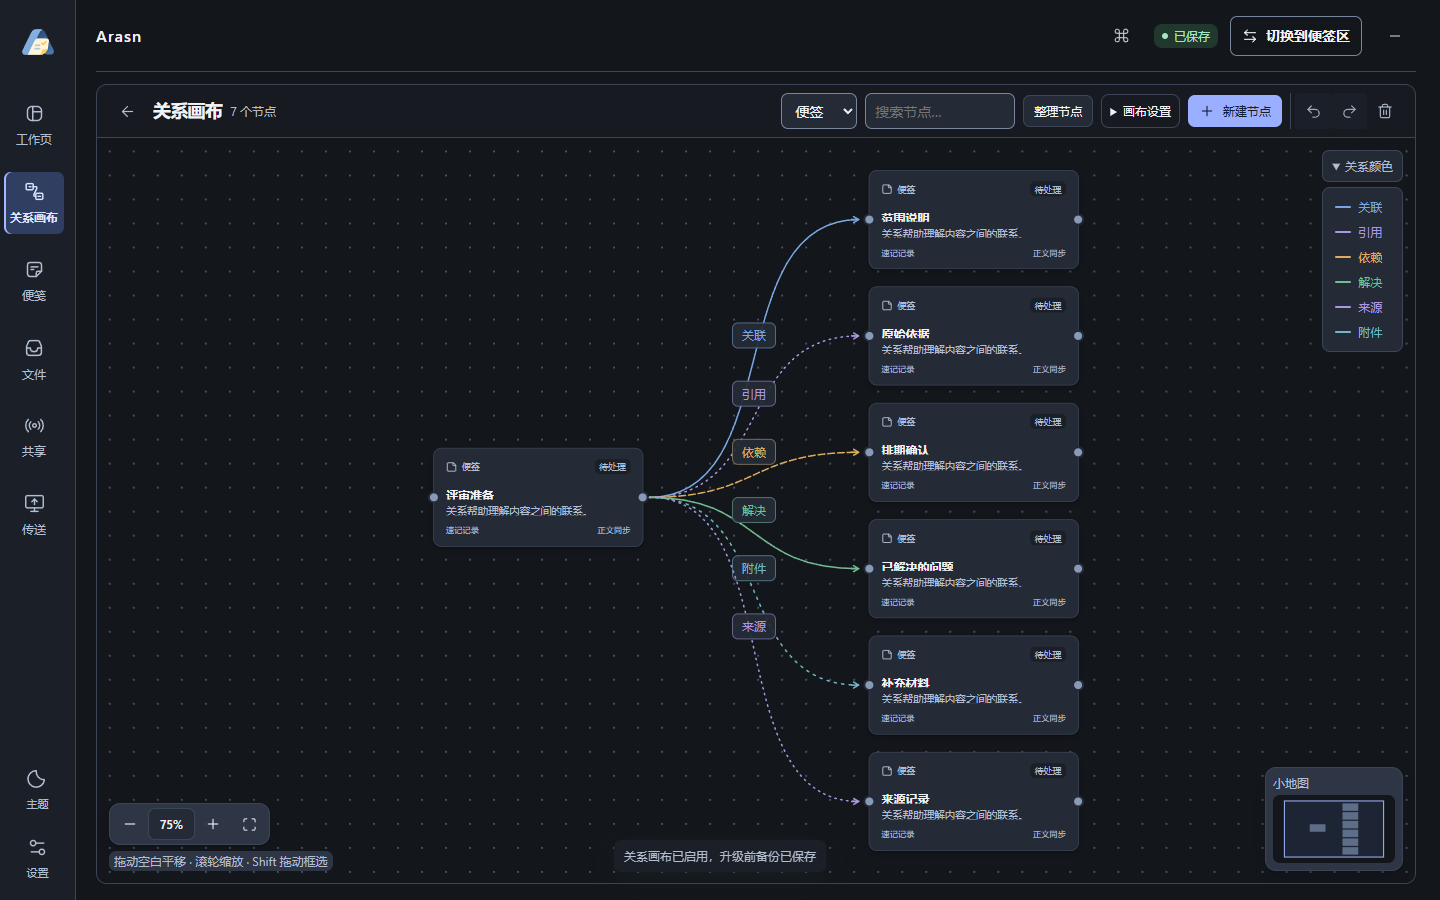 Arasn
已保存
切换到便签区
工作页
关系画布
便笺
文件
共享
传送
主题
设置
关系画布
7 个节点
便签
搜索节点...
整理节点
画布设置
新建节点
关系颜色
关联
引用
依赖
解决
来源
附件
便签
待处理
评审准备
关系帮助理解内容之间的联系。
速记记录
正文同步
关联
引用
依赖
解决
附件
来源
便签
待处理
范围说明
关系帮助理解内容之间的联系。
速记记录
正文同步
便签
待处理
原始依据
关系帮助理解内容之间的联系。
速记记录
正文同步
便签
待处理
排期确认
关系帮助理解内容之间的联系。
速记记录
正文同步
便签
待处理
已解决的问题
关系帮助理解内容之间的联系。
速记记录
正文同步
便签
待处理
补充材料
关系帮助理解内容之间的联系。
速记记录
正文同步
便签
待处理
来源记录
关系帮助理解内容之间的联系。
速记记录
正文同步
小地图
75%
拖动空白平移 · 滚轮缩放 · Shift 拖动框选
关系画布已启用，升级前备份已保存